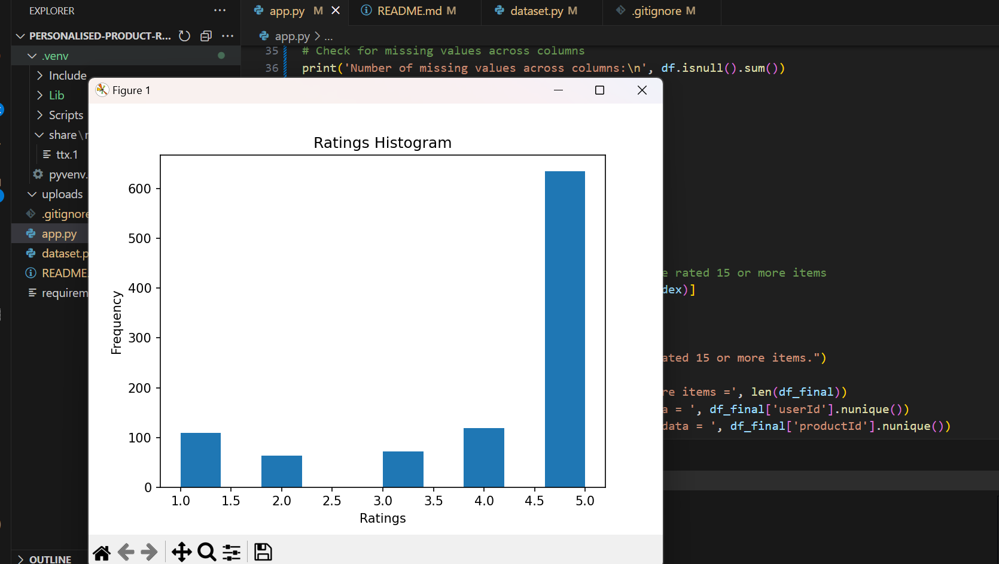 EXPLORER
PERSONALISED-PRODUCT-R...
.venv
Include
Lib
Scripts
share\
ttx.1
pyvenv.
uploads
.gitignore
app.py
dataset.p
README.
requirem
OUTLINE
app.py M
README.md M
dataset.py M
.gitignore M
app.py > ...
35 # Check for missing values across columns
36 print('Number of missing values across columns:\n', df.isnull().sum())
e rated 15 or more items
dex)]
ated 15 or more items.")
re items =', len(df_final))
a = ', df_final['userId'].nunique())
data = ', df_final['productId'].nunique())
Figure 1
Ratings Histogram
Frequency
600
500
400
300
200
100
0
1.0 1.5 2.0 2.5 3.0 3.5 4.0 4.5 5.0
Ratings